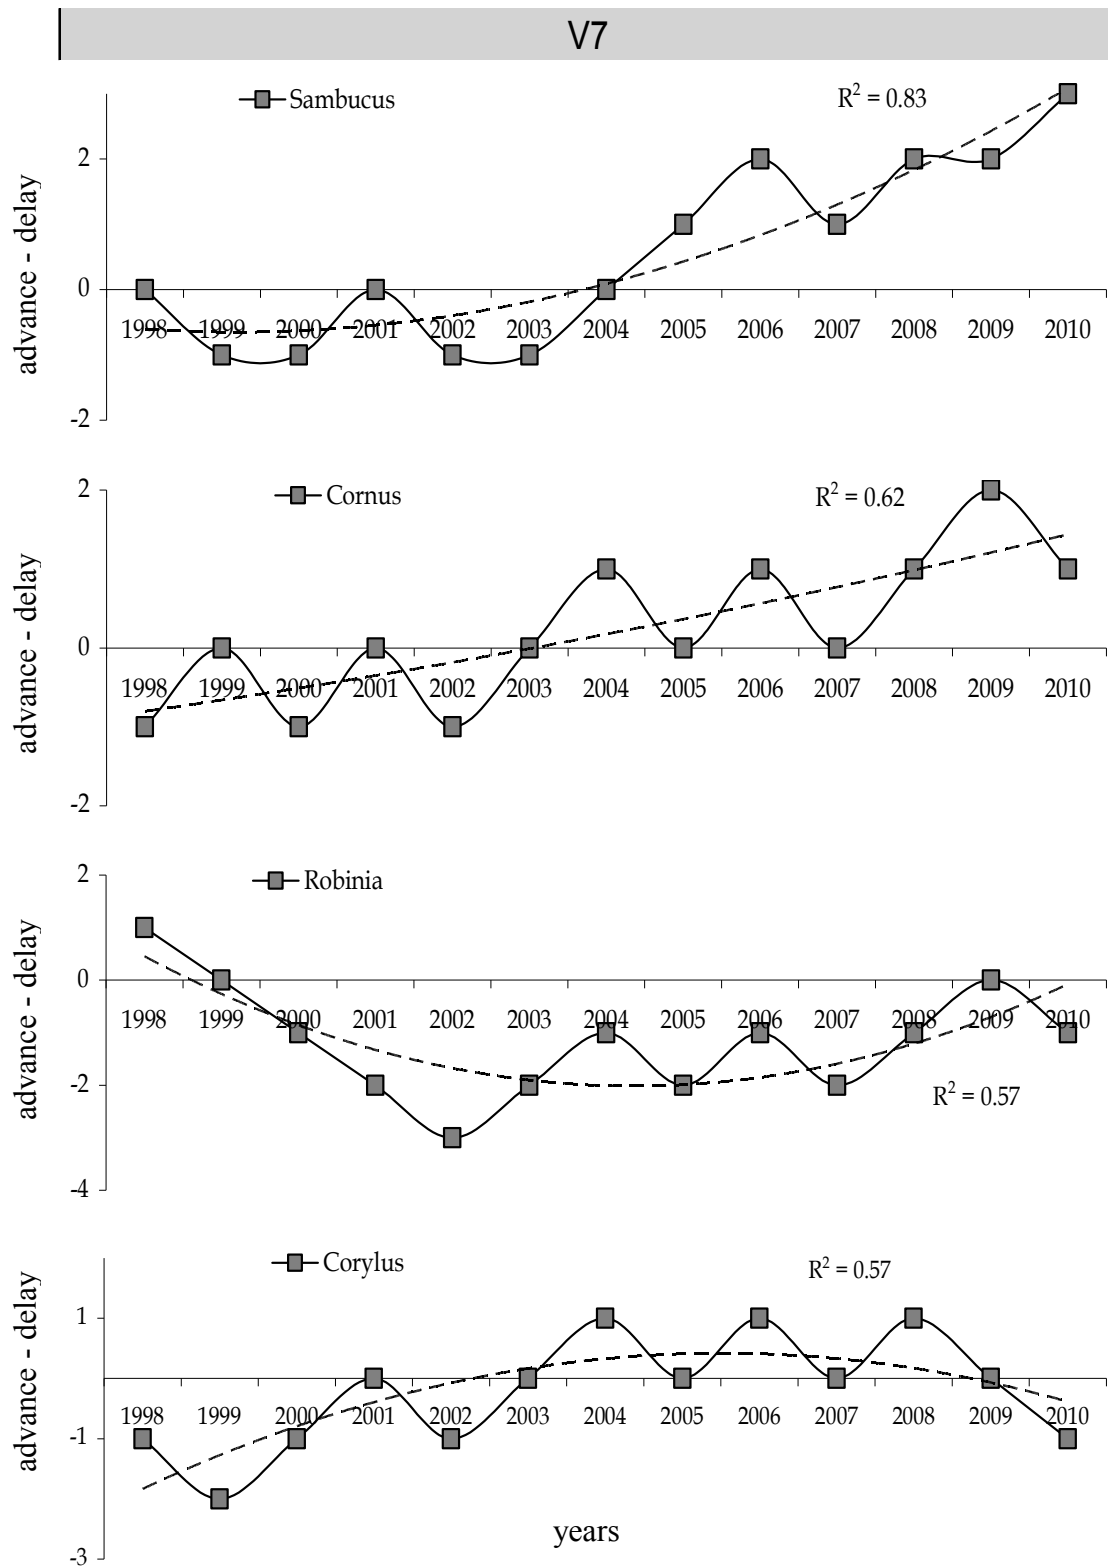 V7
Sambucus
R² = 0.83
2
0
-2
advance - delay
1998 1999 2000 2001 2002 2003 2004 2005 2006 2007 2008 2009 2010
Cornus
R² = 0.62
2
0
-2
advance - delay
1998 1999 2000 2001 2002 2003 2004 2005 2006 2007 2008 2009 2010
Robinia
2
0
-2
-4
advance - delay
1998 1999 2000 2001 2002 2003 2004 2005 2006 2007 2008 2009 2010
R² = 0.57
Corylus
R² = 0.57
1
-1
-3
advance - delay
1998 1999 2000 2001 2002 2003 2004 2005 2006 2007 2008 2009 2010
years